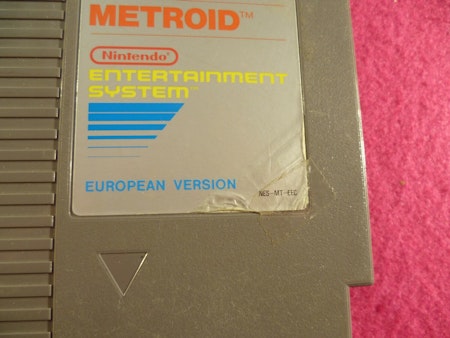 METROID™
Nintendo®
ENTERTAINMENT
SYSTEM™
EUROPEAN VERSION
NES-MT-EEC